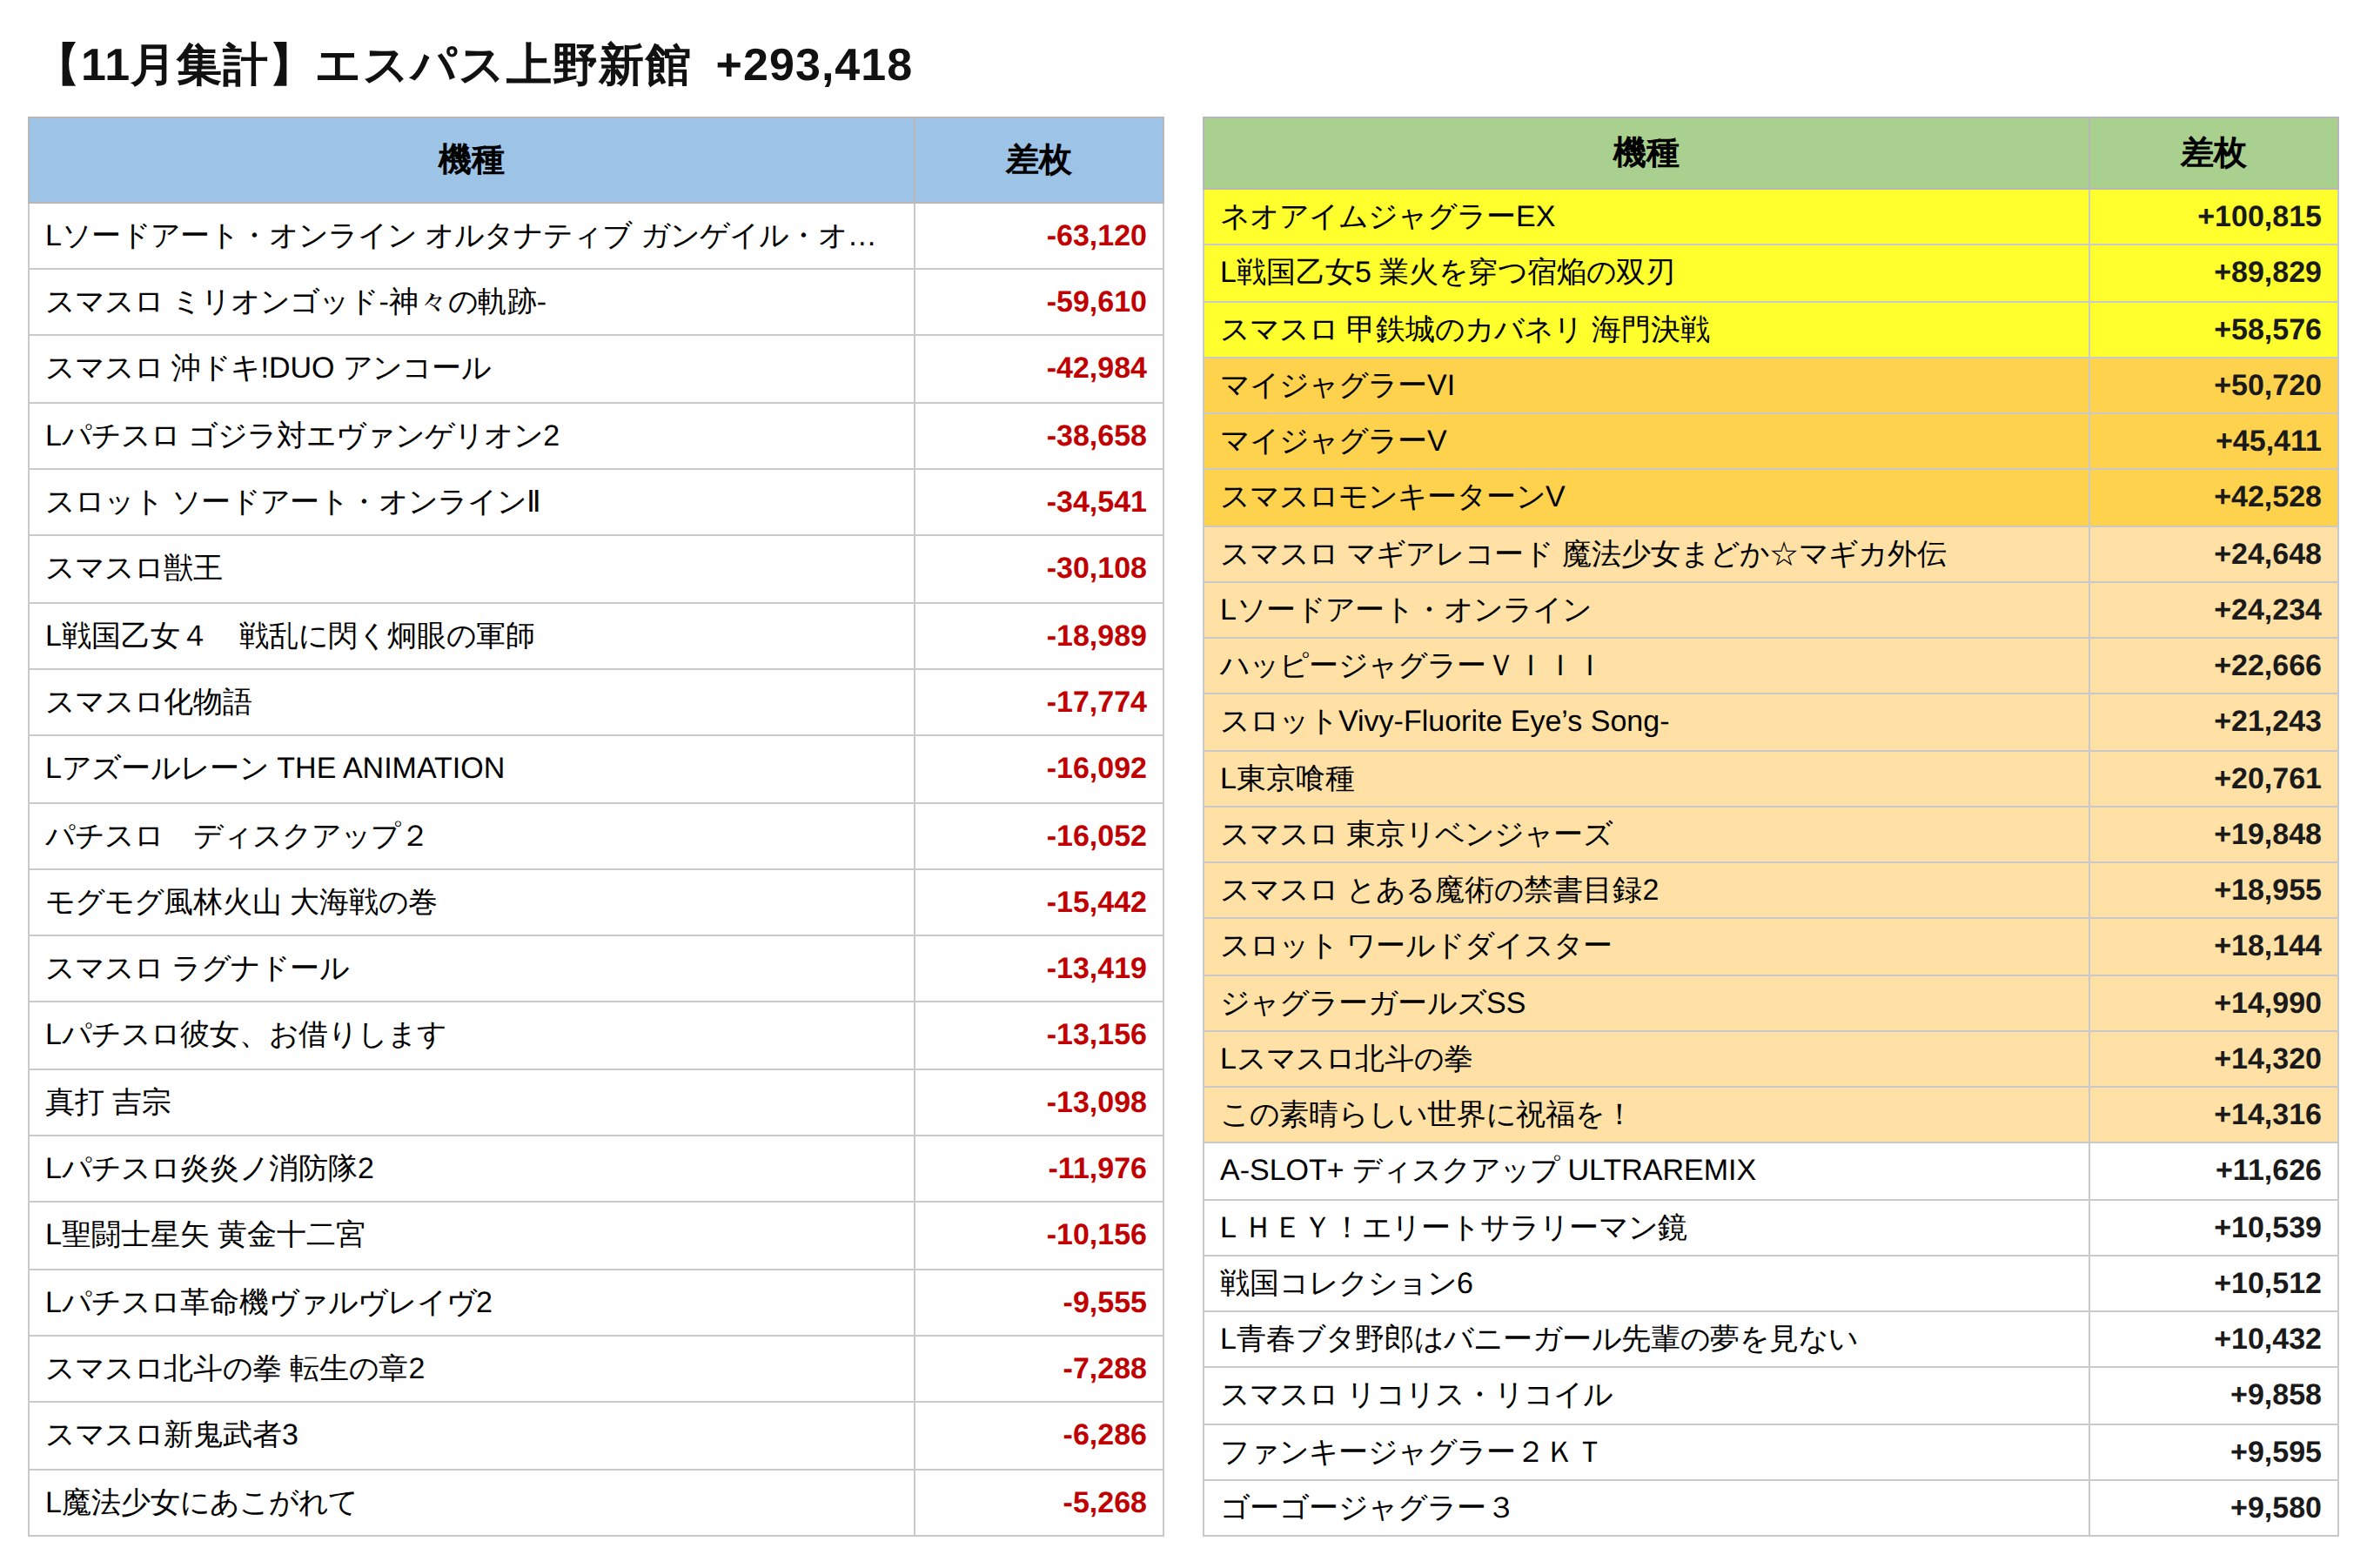 【11月集計】エスパス上野新館 +293,418
機種 差枚
Lソードアート・オンライン オルタナティブ ガンゲイル・オ… -63,120
スマスロ ミリオンゴッド-神々の軌跡- -59,610
スマスロ 沖ドキ!DUO アンコール -42,984
Lパチスロ ゴジラ対エヴァンゲリオン2 -38,658
スロット ソードアート・オンラインⅡ -34,541
スマスロ獣王 -30,108
L戦国乙女４　戦乱に閃く炯眼の軍師 -18,989
スマスロ化物語 -17,774
Lアズールレーン THE ANIMATION -16,092
パチスロ　ディスクアップ２ -16,052
モグモグ風林火山 大海戦の巻 -15,442
スマスロ ラグナドール -13,419
Lパチスロ彼女、お借りします -13,156
真打 吉宗 -13,098
Lパチスロ炎炎ノ消防隊2 -11,976
L聖闘士星矢 黄金十二宮 -10,156
Lパチスロ革命機ヴァルヴレイヴ2 -9,555
スマスロ北斗の拳 転生の章2 -7,288
スマスロ新鬼武者3 -6,286
L魔法少女にあこがれて -5,268
機種 差枚
ネオアイムジャグラーEX +100,815
L戦国乙女5 業火を穿つ宿焔の双刃 +89,829
スマスロ 甲鉄城のカバネリ 海門決戦 +58,576
マイジャグラーVI +50,720
マイジャグラーV +45,411
スマスロモンキーターンV +42,528
スマスロ マギアレコード 魔法少女まどか☆マギカ外伝 +24,648
Lソードアート・オンライン +24,234
ハッピージャグラーＶＩＩＩ +22,666
スロットVivy-Fluorite Eye’s Song- +21,243
L東京喰種 +20,761
スマスロ 東京リベンジャーズ +19,848
スマスロ とある魔術の禁書目録2 +18,955
スロット ワールドダイスター +18,144
ジャグラーガールズSS +14,990
Lスマスロ北斗の拳 +14,320
この素晴らしい世界に祝福を！ +14,316
A-SLOT+ ディスクアップ ULTRAREMIX +11,626
L ＨＥＹ！エリートサラリーマン鏡 +10,539
戦国コレクション6 +10,512
L青春ブタ野郎はバニーガール先輩の夢を見ない +10,432
スマスロ リコリス・リコイル +9,858
ファンキージャグラー２ＫＴ +9,595
ゴーゴージャグラー３ +9,580